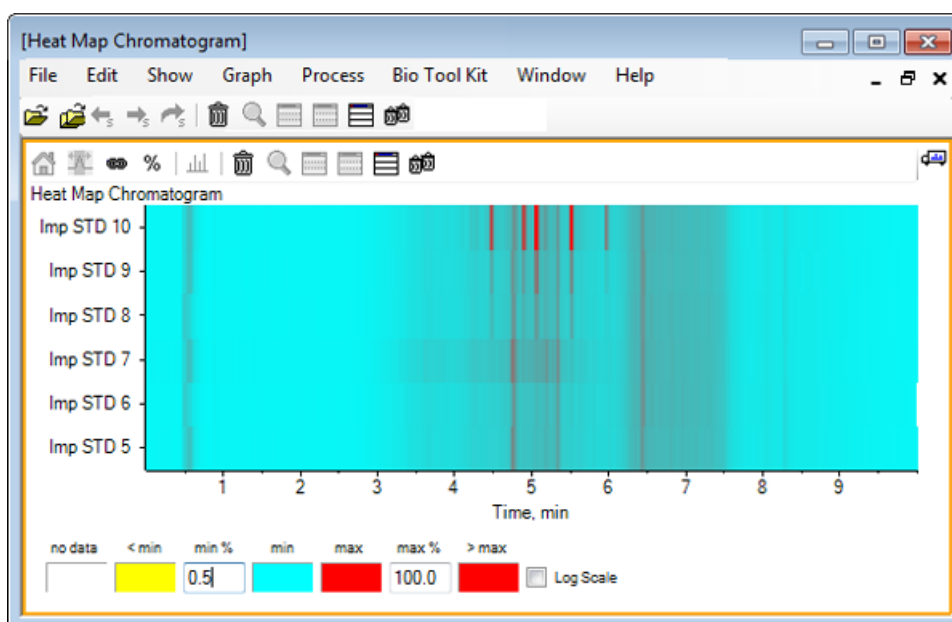 [Heat Map Chromatogram]
File Edit Show Graph Process Bio Tool Kit Window Help
%
Heat Map Chromatogram
Imp STD 10
Imp STD 9
Imp STD 8
Imp STD 7
Imp STD 6
Imp STD 5
1 2 3 4 5 6 7 8 9
Time, min
no data < min min % min max max % > max
0.5 100.0 Log Scale